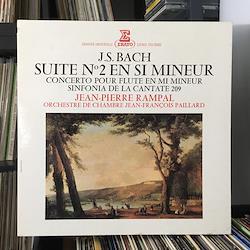 ERATO
J.S. BACH
SUITE Nº2 EN SI MINEUR
CONCERTO POUR FLUTE EN MI MINEUR
SINFONIA DE LA CANTATE 209
JEAN-PIERRE RAMPAL
ORCHESTRE DE CHAMBRE JEAN-FRANÇOIS PAILLARD